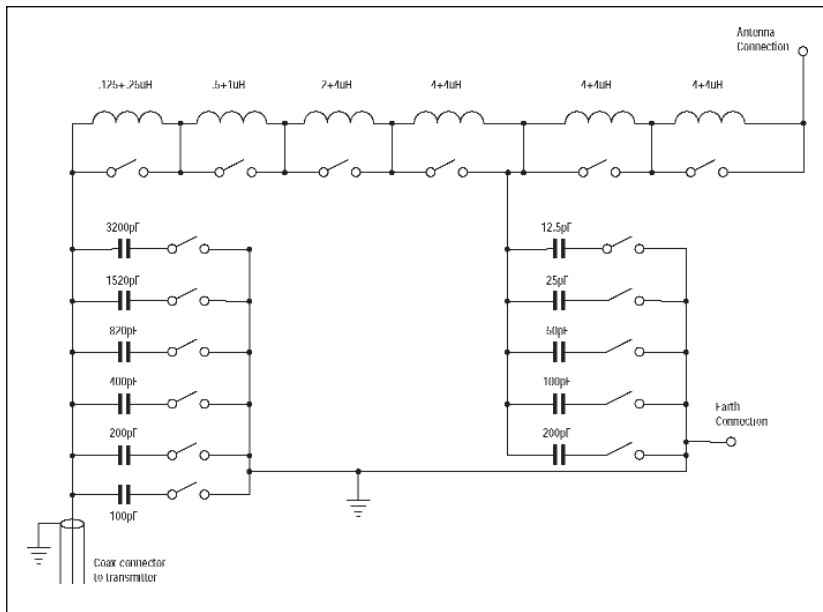 Antenna
Connection
.125+.25uH
.5+1uH
2+4uH
4+4uH
4+4uH
4+4uH
3200pF
12.5pF
1520pF
25pF
820pF
50pF
400pF
100pF
Earth
Connection
200pF
200pF
100pF
Coax connector
to transmitter